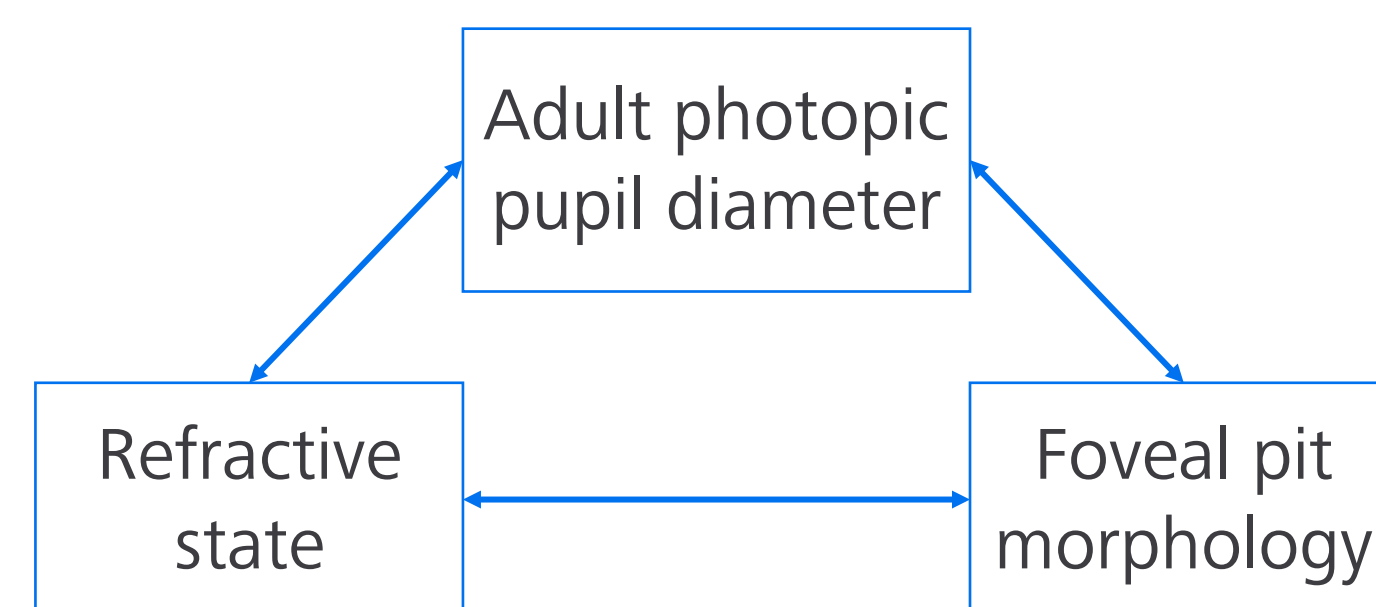 Adult photopic
pupil diameter
Refractive
state
Foveal pit
morphology